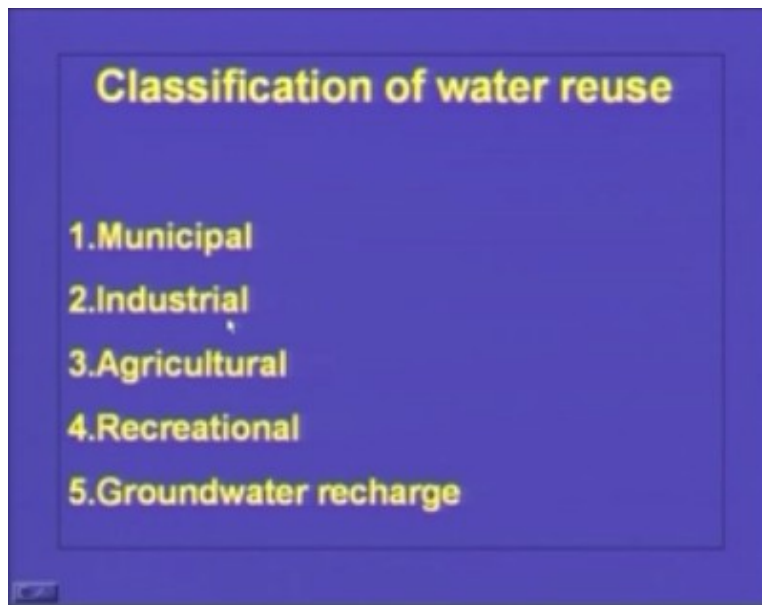 Classification of water reuse
1.Municipal
2.Industrial
3.Agricultural
4.Recreational
5.Groundwater recharge